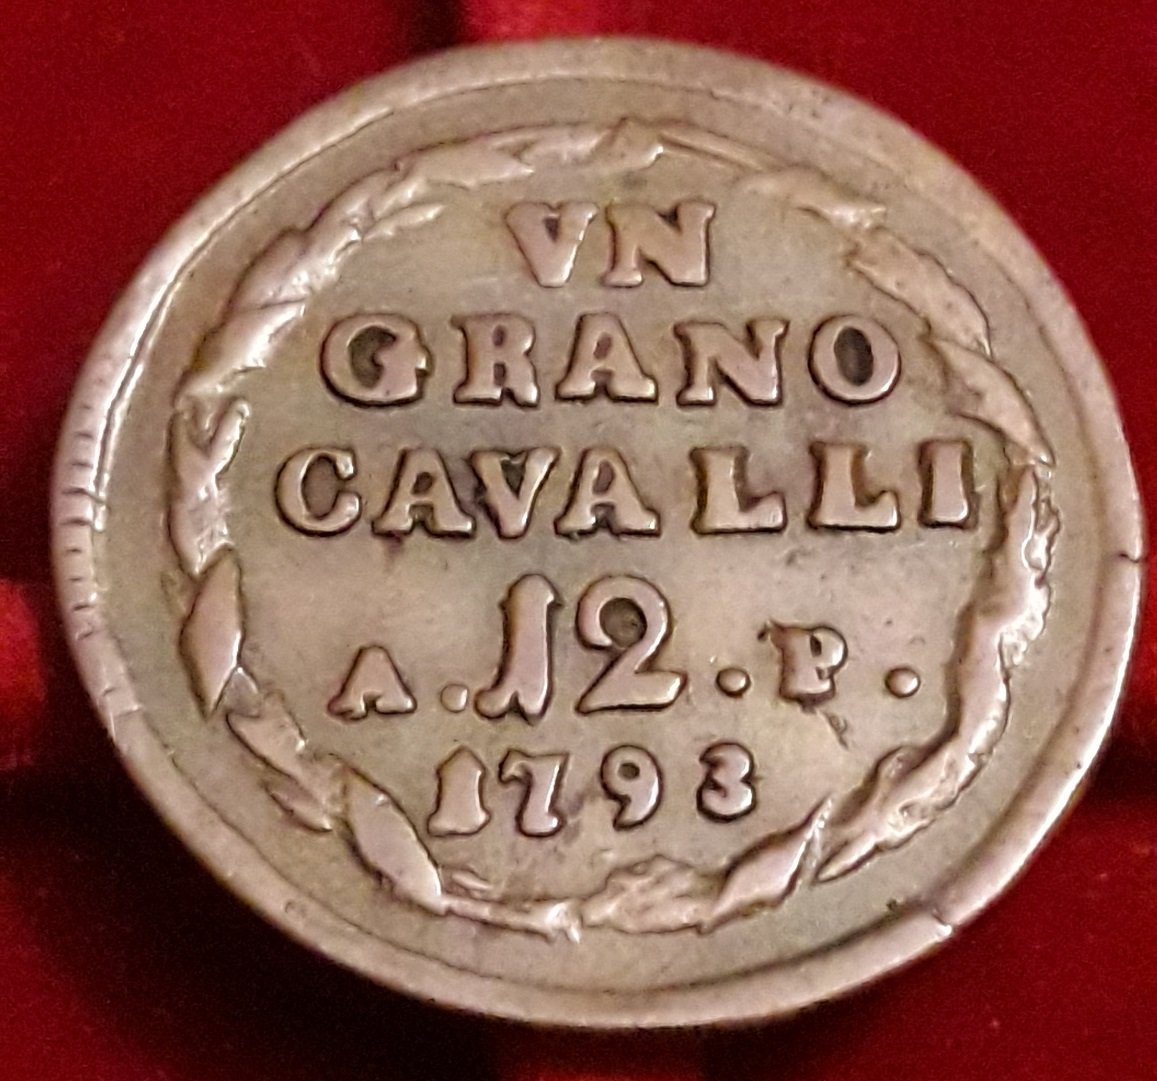 VN
GRANO
CAVALLI
A . 12 . P .
1793